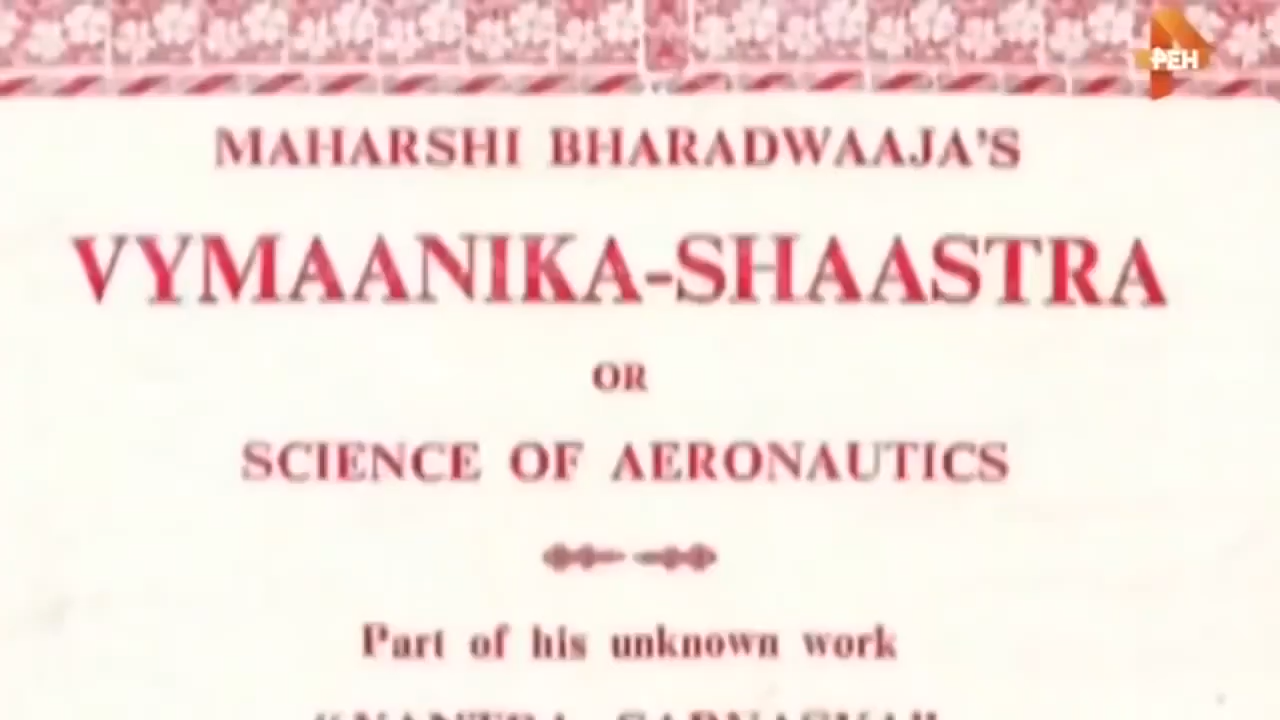 РЕН
MAHARSHI BHARADWAAJA'S
VYMAANIKA-SHAASTRA
OR
SCIENCE OF AERONAUTICS
Part of his unknown work